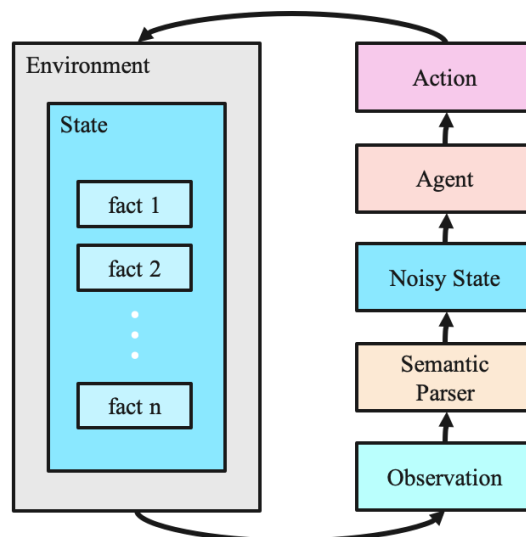 Environment
State
fact 1
fact 2
fact n
Action
Agent
Noisy State
Semantic
Parser
Observation